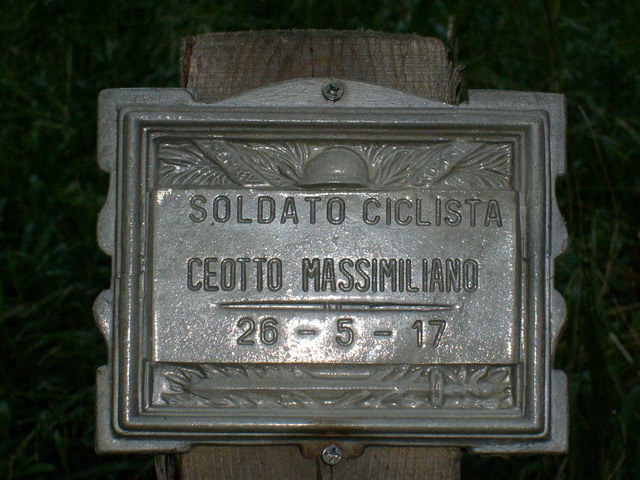 SOLDATO CICLISTA
CEOTTO MASSIMILIANO
26 - 5 - 17